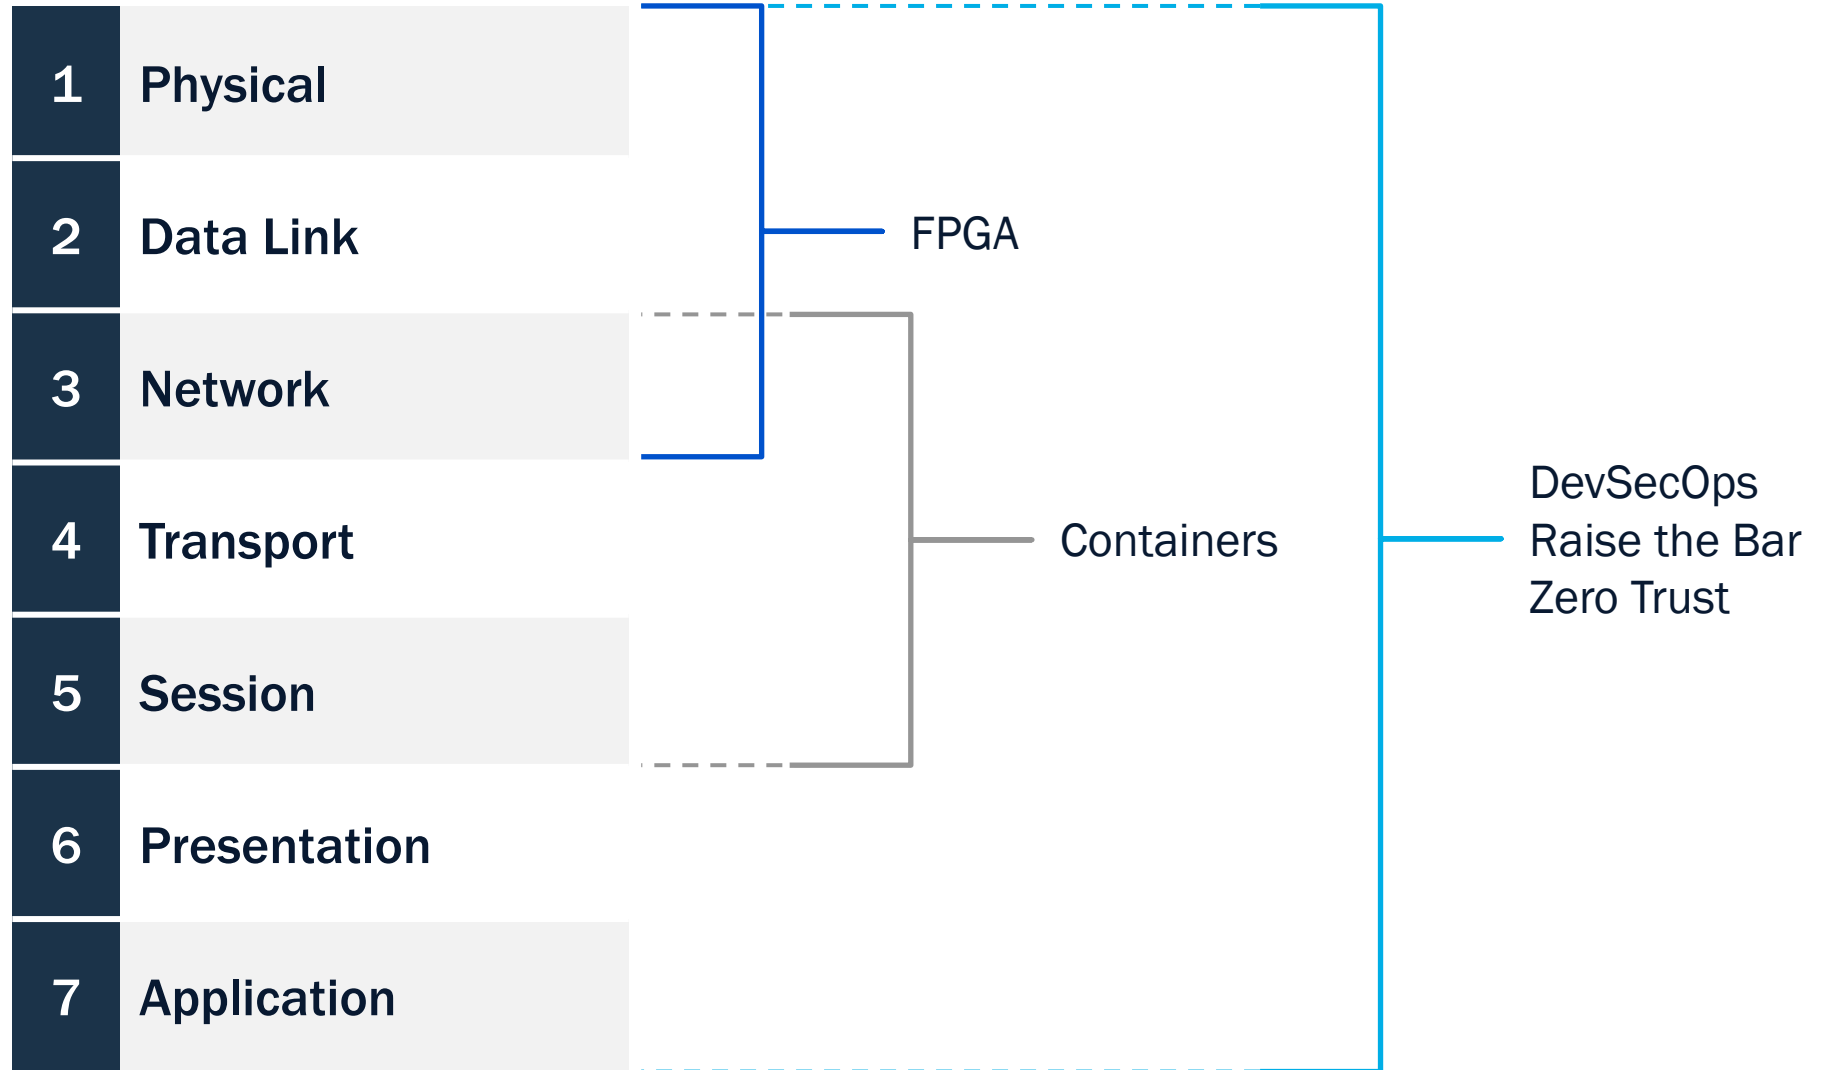 1 Physical
2 Data Link
FPGA
3 Network
4 Transport
Containers
DevSecOps
Raise the Bar
Zero Trust
5 Session
6 Presentation
7 Application